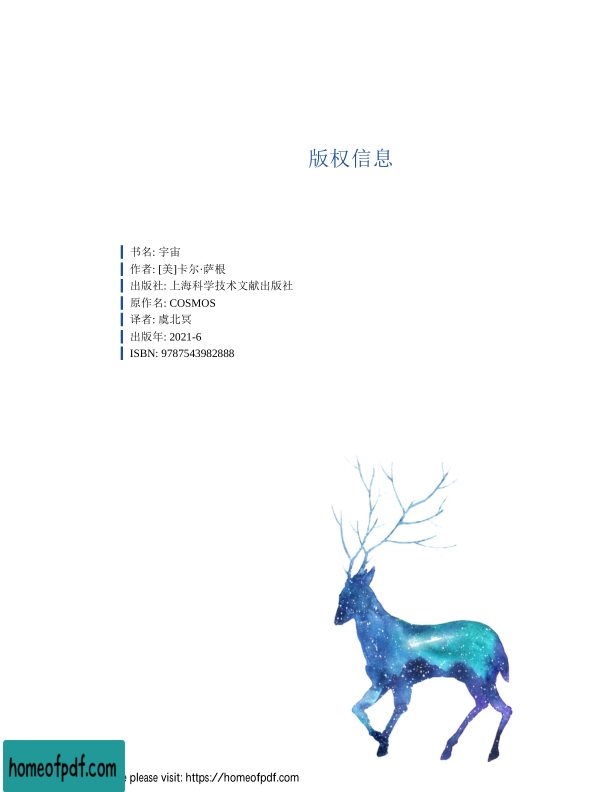 版权信息
书名: 宇宙
作者: [美]卡尔·萨根
出版社: 上海科学技术文献出版社
原作名: COSMOS
译者: 虞北冥
出版年: 2021-6
ISBN: 9787543982888
homeofpdf.com
please visit: https://homeofpdf.com